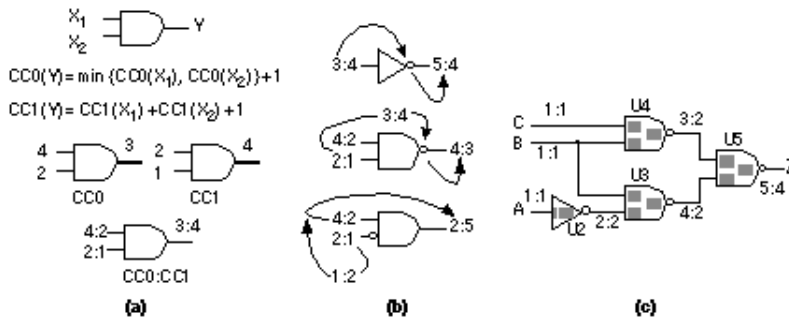 X1
X2
Y
CC0(Y)= min {CC0(X1), CC0(X2)}+1
CC1(Y)= CC1(X1)+CC1(X2)+1
4
2
3
CC0
2
1
4
CC1
4:2
2:1
3:4
CC0:CC1
(a)
3:4
5:4
3:4
4:2
2:1
4:3
4:2
2:1
2:5
1:2
(b)
C
1:1
B
1:1
A
1:1
U2
2:2
U4
3:2
U3
4:2
U5
5:4
Z
(c)